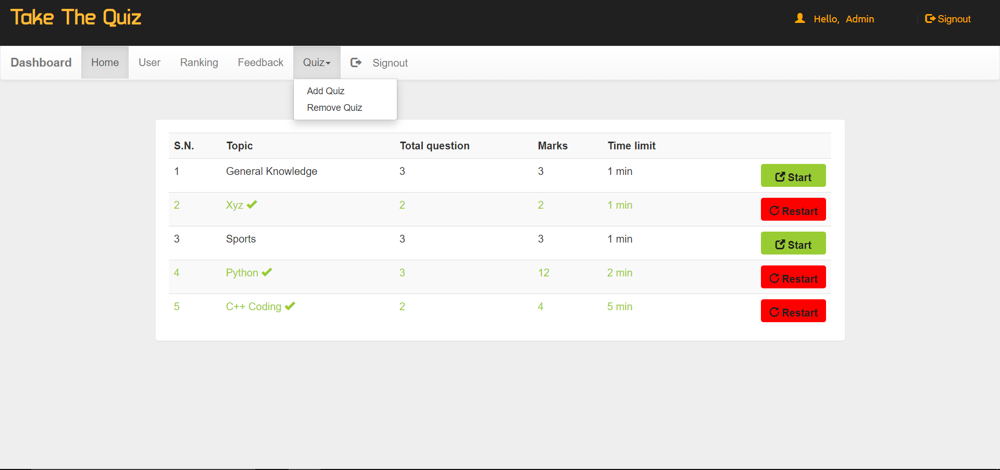 Take The Quiz
Hello, Admin | Signout
Dashboard Home User Ranking Feedback Quiz Signout
Add Quiz
Remove Quiz
S.N. Topic Total question Marks Time limit
1 General Knowledge 3 3 1 min Start
2 Xyz 2 2 1 min Restart
3 Sports 3 3 1 min Start
4 Python 3 12 2 min Restart
5 C++ Coding 2 4 5 min Restart